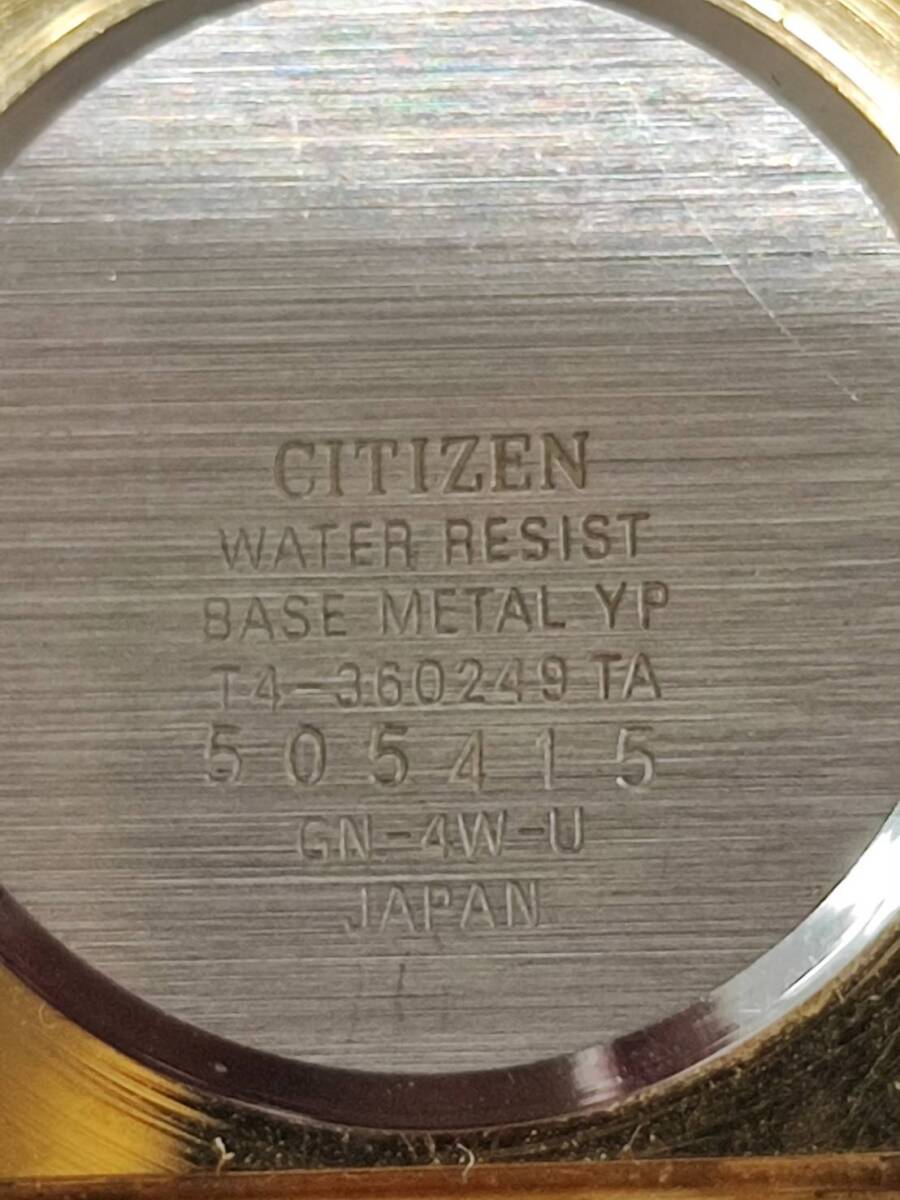 CITIZEN
WATER RESIST
BASE METAL YP
T4-360249 TA
505415
GN-4W-U
JAPAN